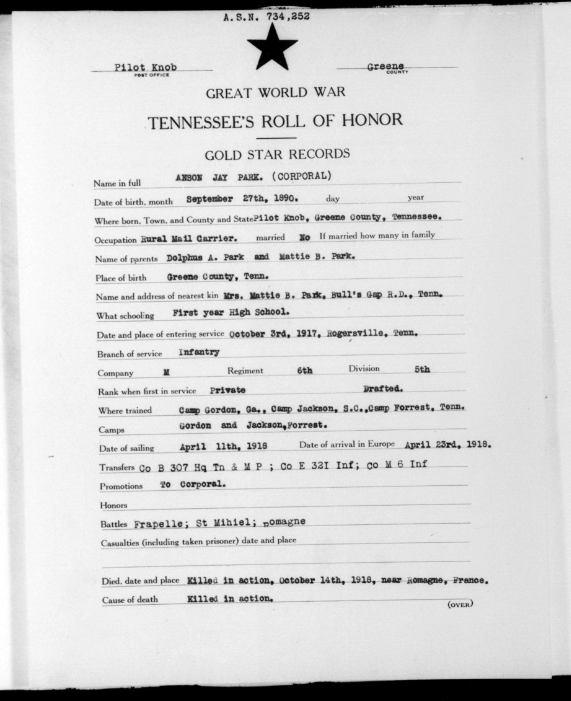 A.S.N. 734,252
Pilot Knob Greene
POST OFFICE COUNTY
GREAT WORLD WAR
TENNESSEE'S ROLL OF HONOR
GOLD STAR RECORDS
Name in full ANSON JAY PARK. (CORPORAL)
Date of birth, month September 27th, 1890. day year
Where born, Town, and County and State Pilot Knob, Greene County, Tennessee.
Occupation Rural Mail Carrier. married No If married how many in family
Name of parents Dolphus A. Park and Mattie B. Park.
Place of birth Greene County, Tenn.
Name and address of nearest kin Mrs. Mattie B. Park, Bull's Gap R.D., Tenn.
What schooling First year High School.
Date and place of entering service October 3rd, 1917, Rogersville, Tenn.
Branch of service Infantry
Company M Regiment 6th Division 5th
Rank when first in service Private Drafted.
Where trained Camp Gordon, Ga., Camp Jackson, S.C.,Camp Forrest, Tenn.
Camps Gordon and Jackson,Forrest.
Date of sailing April 11th, 1918 Date of arrival in Europe April 23rd, 1918.
Transfers Co B 307 Hq Tn & M P ; Co E 321 Inf; co M 6 Inf
Promotions To Corporal.
Honors
Battles Frapelle; St Mihiel; Romagne
Casualties (including taken prisoner) date and place
Died, date and place Killed in action, October 14th, 1918, near Romagne, France.
Cause of death Killed in action.
(OVER)